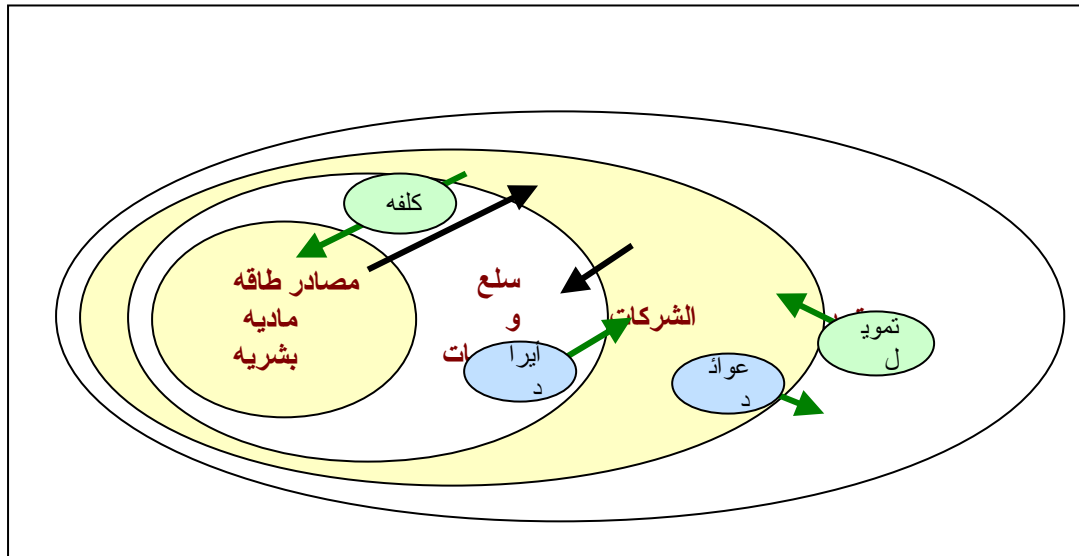 كلفه
مصادر طاقه
ماديه
بشريه
سلع
و
الشركات
أيرا
د
عوائ
د
تموي
ل